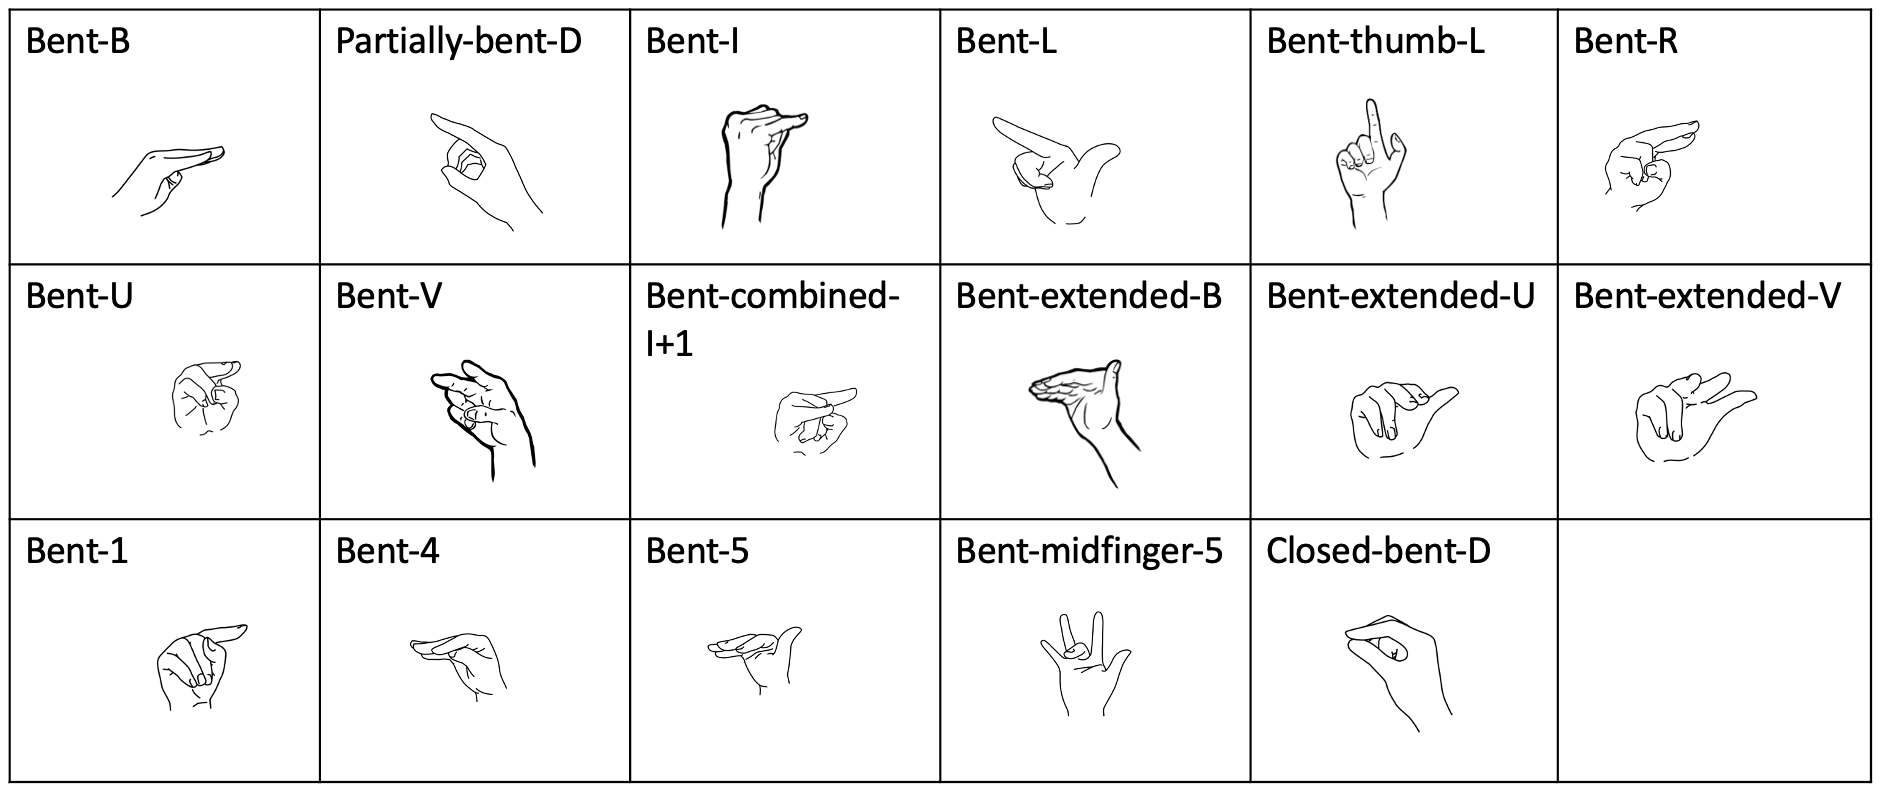 Bent-B
Partially-bent-D
Bent-I
Bent-L
Bent-thumb-L
Bent-R
Bent-U
Bent-V
Bent-combined-
I+1
Bent-extended-B
Bent-extended-U
Bent-extended-V
Bent-1
Bent-4
Bent-5
Bent-midfinger-5
Closed-bent-D